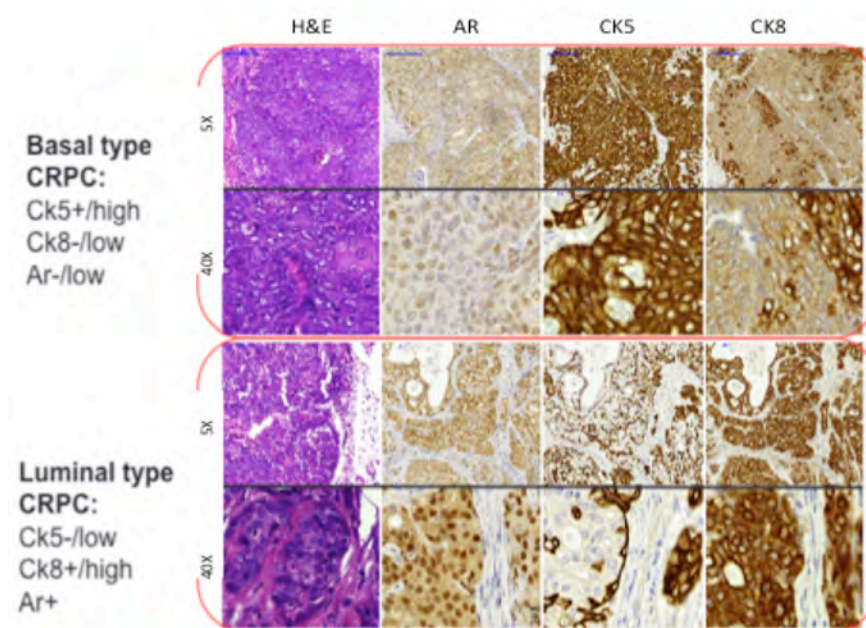 H&E AR CK5 CK8
5X
Basal type
CRPC:
Ck5+/high
Ck8-/low
Ar-/low
40X
5X
Luminal type
CRPC:
Ck5-/low
Ck8+/high
Ar+
40X